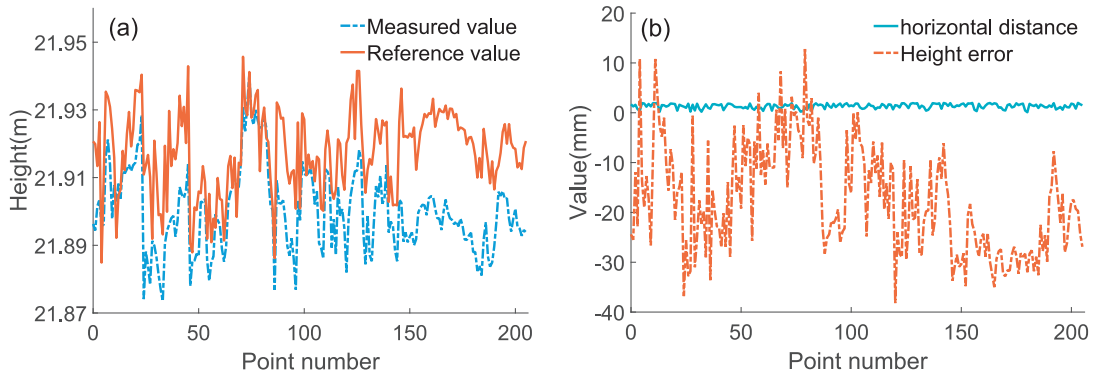 (a)
Measured value
Reference value
Height(m)
21.95
21.93
21.91
21.89
21.87
0
50
100
150
200
Point number
(b)
horizontal distance
Height error
Value(mm)
20
10
0
-10
-20
-30
-40
0
50
100
150
200
Point number